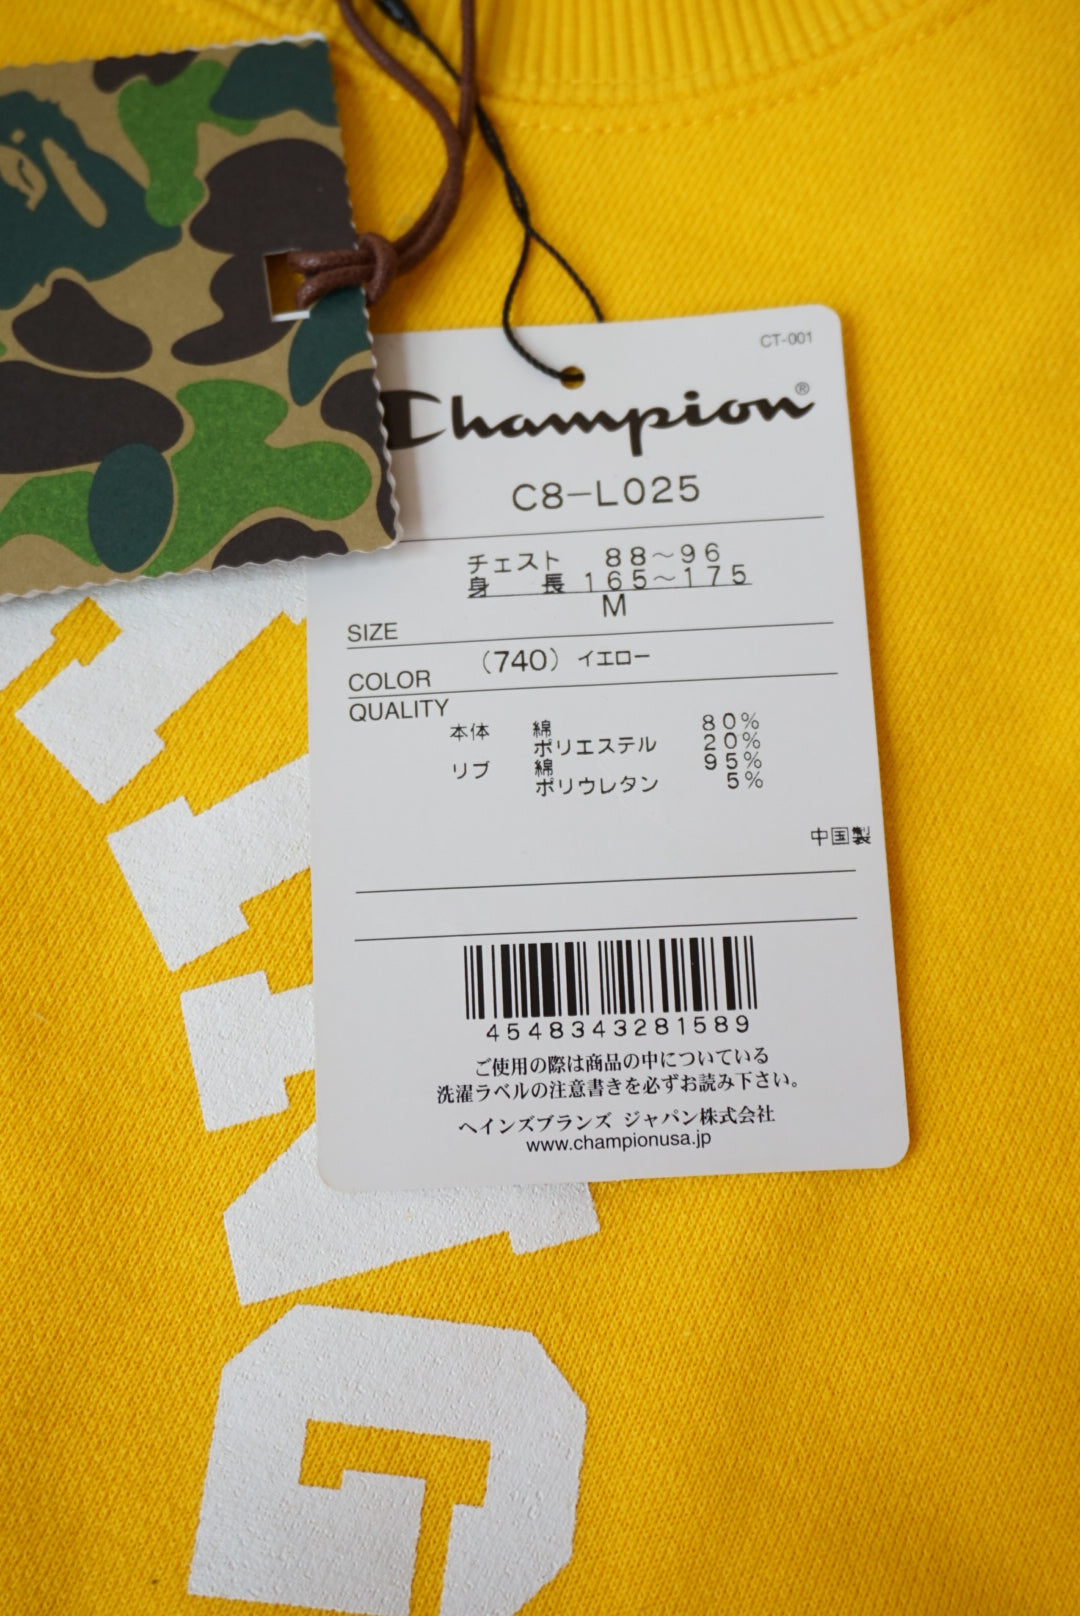 CT-001
Champion®
C8-L025
チェスト 88～96
身 長 165～175
SIZE M
COLOR (740) イエロー
QUALITY
本体 綿 80%
ポリエステル 20%
リブ 綿 95%
ポリウレタン 5%
中国製
4548343281589
ご使用の際は商品の中についている
洗濯ラベルの注意書きを必ずお読み下さい。
ヘインズブランズ ジャパン株式会社
www.championusa.jp